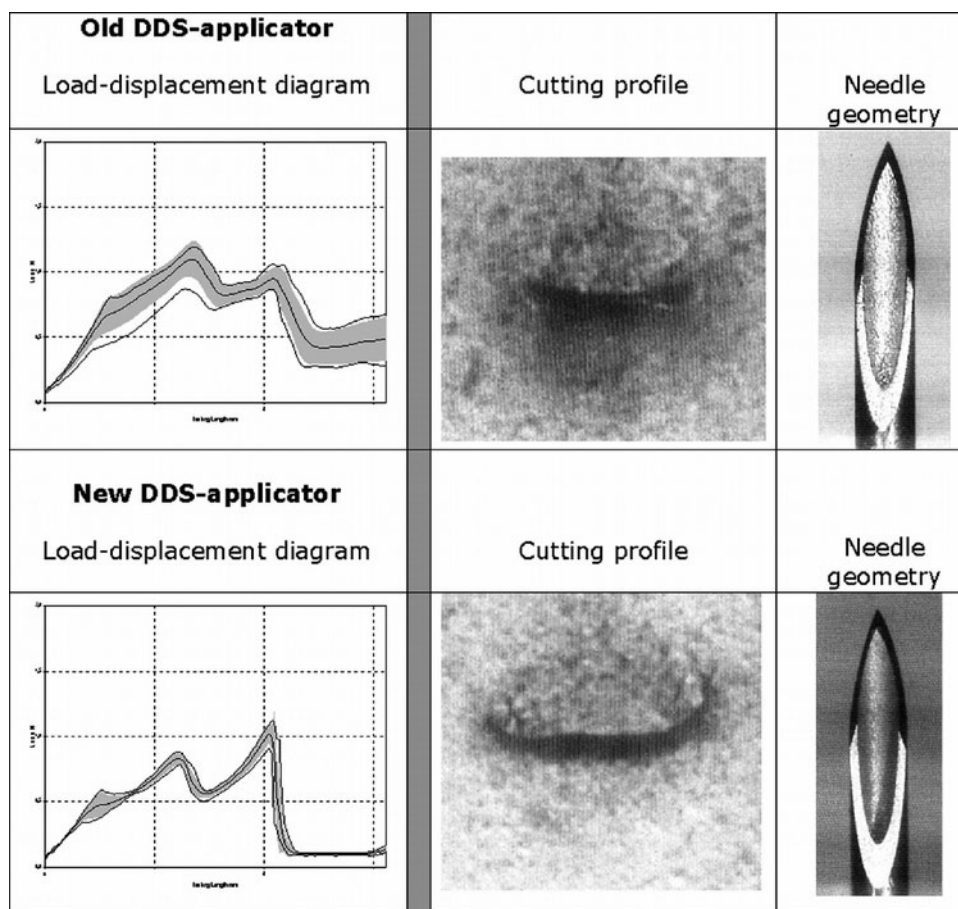 Old DDS-applicator
Load-displacement diagram
Cutting profile
Needle
geometry
New DDS-applicator
Load-displacement diagram
Cutting profile
Needle
geometry